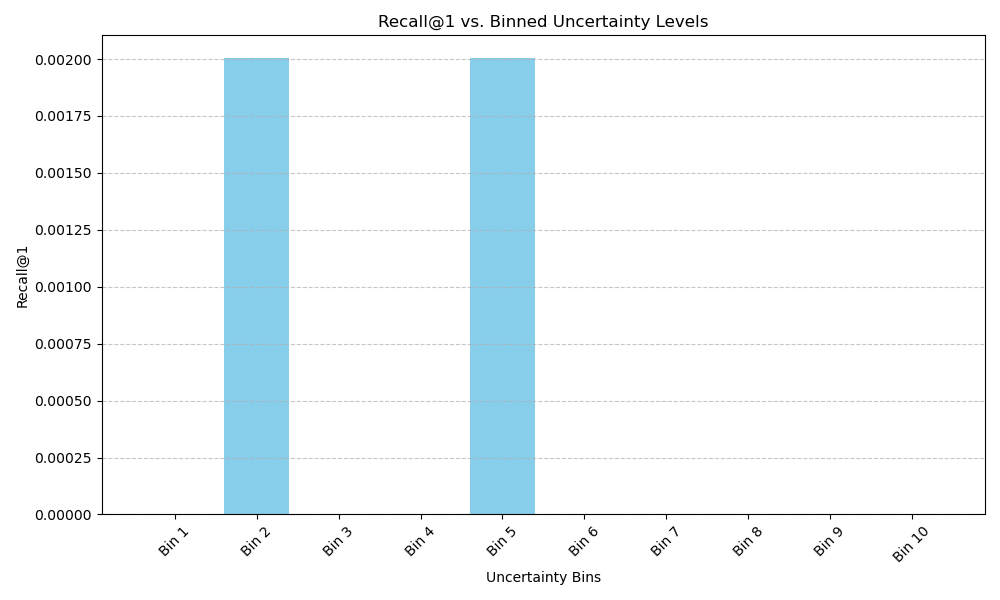 Recall@1 vs. Binned Uncertainty Levels
Recall@1
0.00200
0.00175
0.00150
0.00125
0.00100
0.00075
0.00050
0.00025
0.00000
Bin 1
Bin 2
Bin 3
Bin 4
Bin 5
Bin 6
Bin 7
Bin 8
Bin 9
Bin 10
Uncertainty Bins